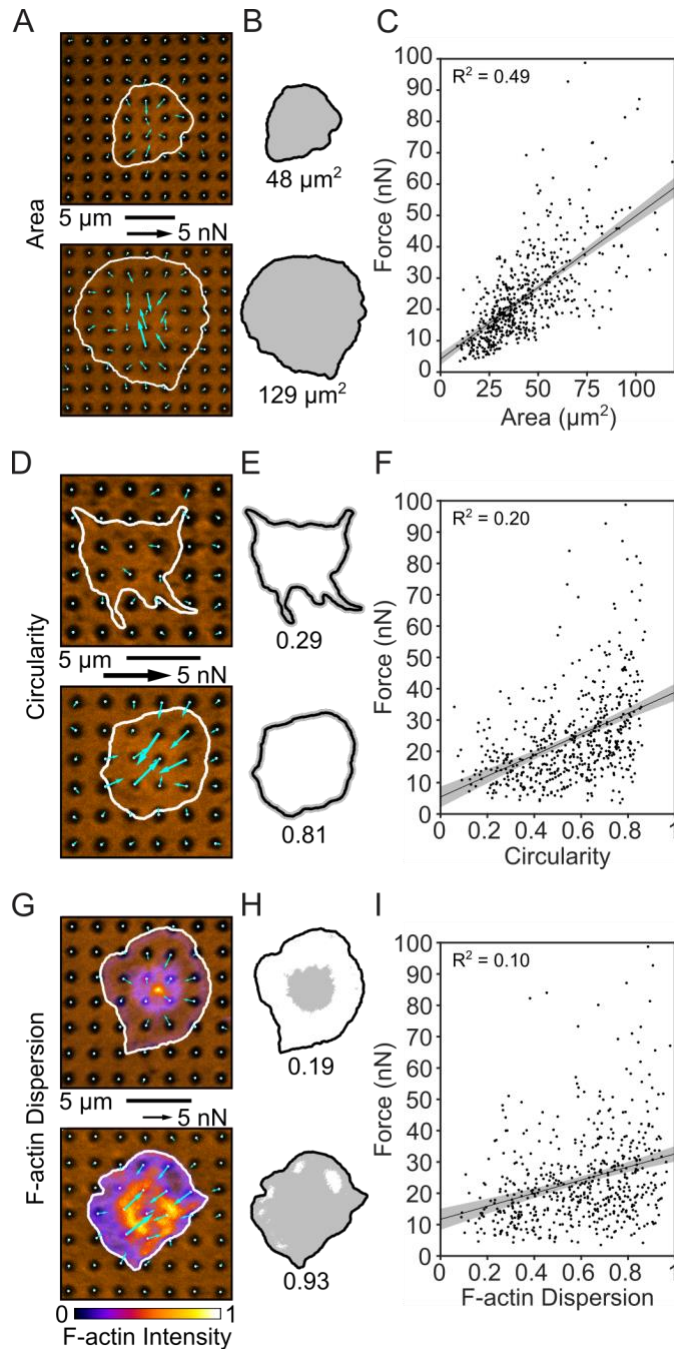 A
B
C
Area
5 µm
5 nN
48 µm²
129 µm²
R² = 0.49
Force (nN)
100
90
80
70
60
50
40
30
20
10
0
0 25 50 75 100
Area (µm²)
D
E
F
Circularity
5 µm
5 nN
0.29
0.81
R² = 0.20
Force (nN)
100
90
80
70
60
50
40
30
20
10
0
0 0.2 0.4 0.6 0.8 1
Circularity
G
H
I
F-actin Dispersion
5 µm
5 nN
0 1
F-actin Intensity
0.19
0.93
R² = 0.10
Force (nN)
100
90
80
70
60
50
40
30
20
10
0
0 0.2 0.4 0.6 0.8 1
F-actin Dispersion